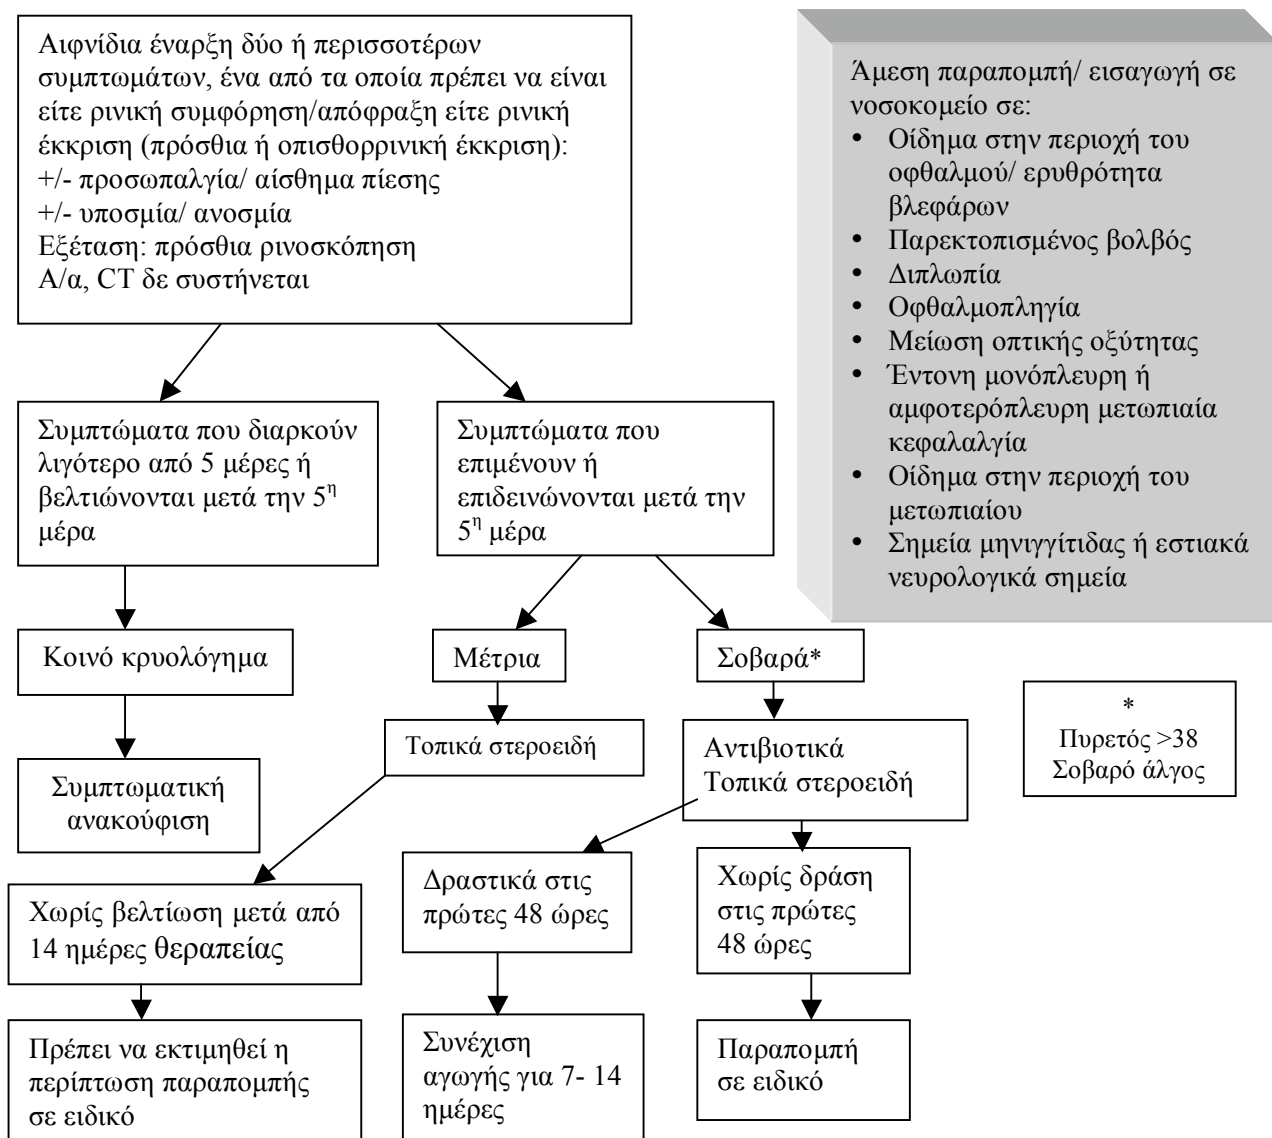 Αιφνίδια έναρξη δύο ή περισσοτέρων
συμπτωμάτων, ένα από τα οποία πρέπει να είναι
είτε ρινική συμφόρηση/απόφραξη είτε ρινική
έκκριση (πρόσθια ή οπισθορρινική έκκριση):
+/- προσωπαλγία/ αίσθημα πίεσης
+/- υποσμία/ ανοσμία
Εξέταση: πρόσθια ρινοσκόπηση
Α/α, CT δε συστήνεται
Άμεση παραπομπή/ εισαγωγή σε
νοσοκομείο σε:
• Οίδημα στην περιοχή του
οφθαλμού/ ερυθρότητα
βλεφάρων
• Παρεκτοπισμένος βολβός
• Διπλωπία
• Οφθαλμοπληγία
• Μείωση οπτικής οξύτητας
• Έντονη μονόπλευρη ή
αμφοτερόπλευρη μετωπιαία
κεφαλαλγία
• Οίδημα στην περιοχή του
μετωπιαίου
• Σημεία μηνιγγίτιδας ή εστιακά
νευρολογικά σημεία
Συμπτώματα που διαρκούν
λιγότερο από 5 μέρες ή
βελτιώνονται μετά την 5η
μέρα
Συμπτώματα που
επιμένουν ή
επιδεινώνονται μετά την
5η μέρα
Κοινό κρυολόγημα
Μέτρια
Σοβαρά*
Συμπτωματική
ανακούφιση
Τοπικά στεροειδή
Αντιβιοτικά
Τοπικά στεροειδή
*
Πυρετός >38
Σοβαρό άλγος
Χωρίς βελτίωση μετά από
14 ημέρες θεραπείας
Δραστικά στις
πρώτες 48 ώρες
Χωρίς δράση
στις πρώτες
48 ώρες
Πρέπει να εκτιμηθεί η
περίπτωση παραπομπής
σε ειδικό
Συνέχιση
αγωγής για 7- 14
ημέρες
Παραπομπή
σε ειδικό